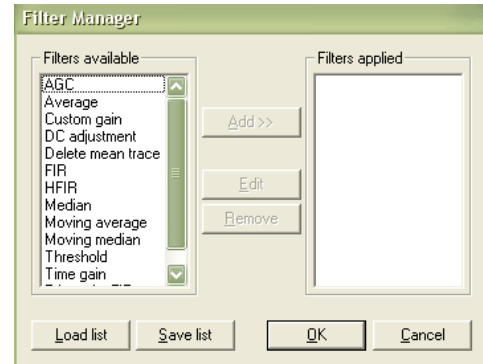 Filter Manager
Filters available
AGC
Average
Custom gain
DC adjustment
Delete mean trace
FIR
HFIR
Median
Moving average
Moving median
Threshold
Time gain
Add >>
Edit
Remove
Filters applied
Load list
Save list
OK
Cancel